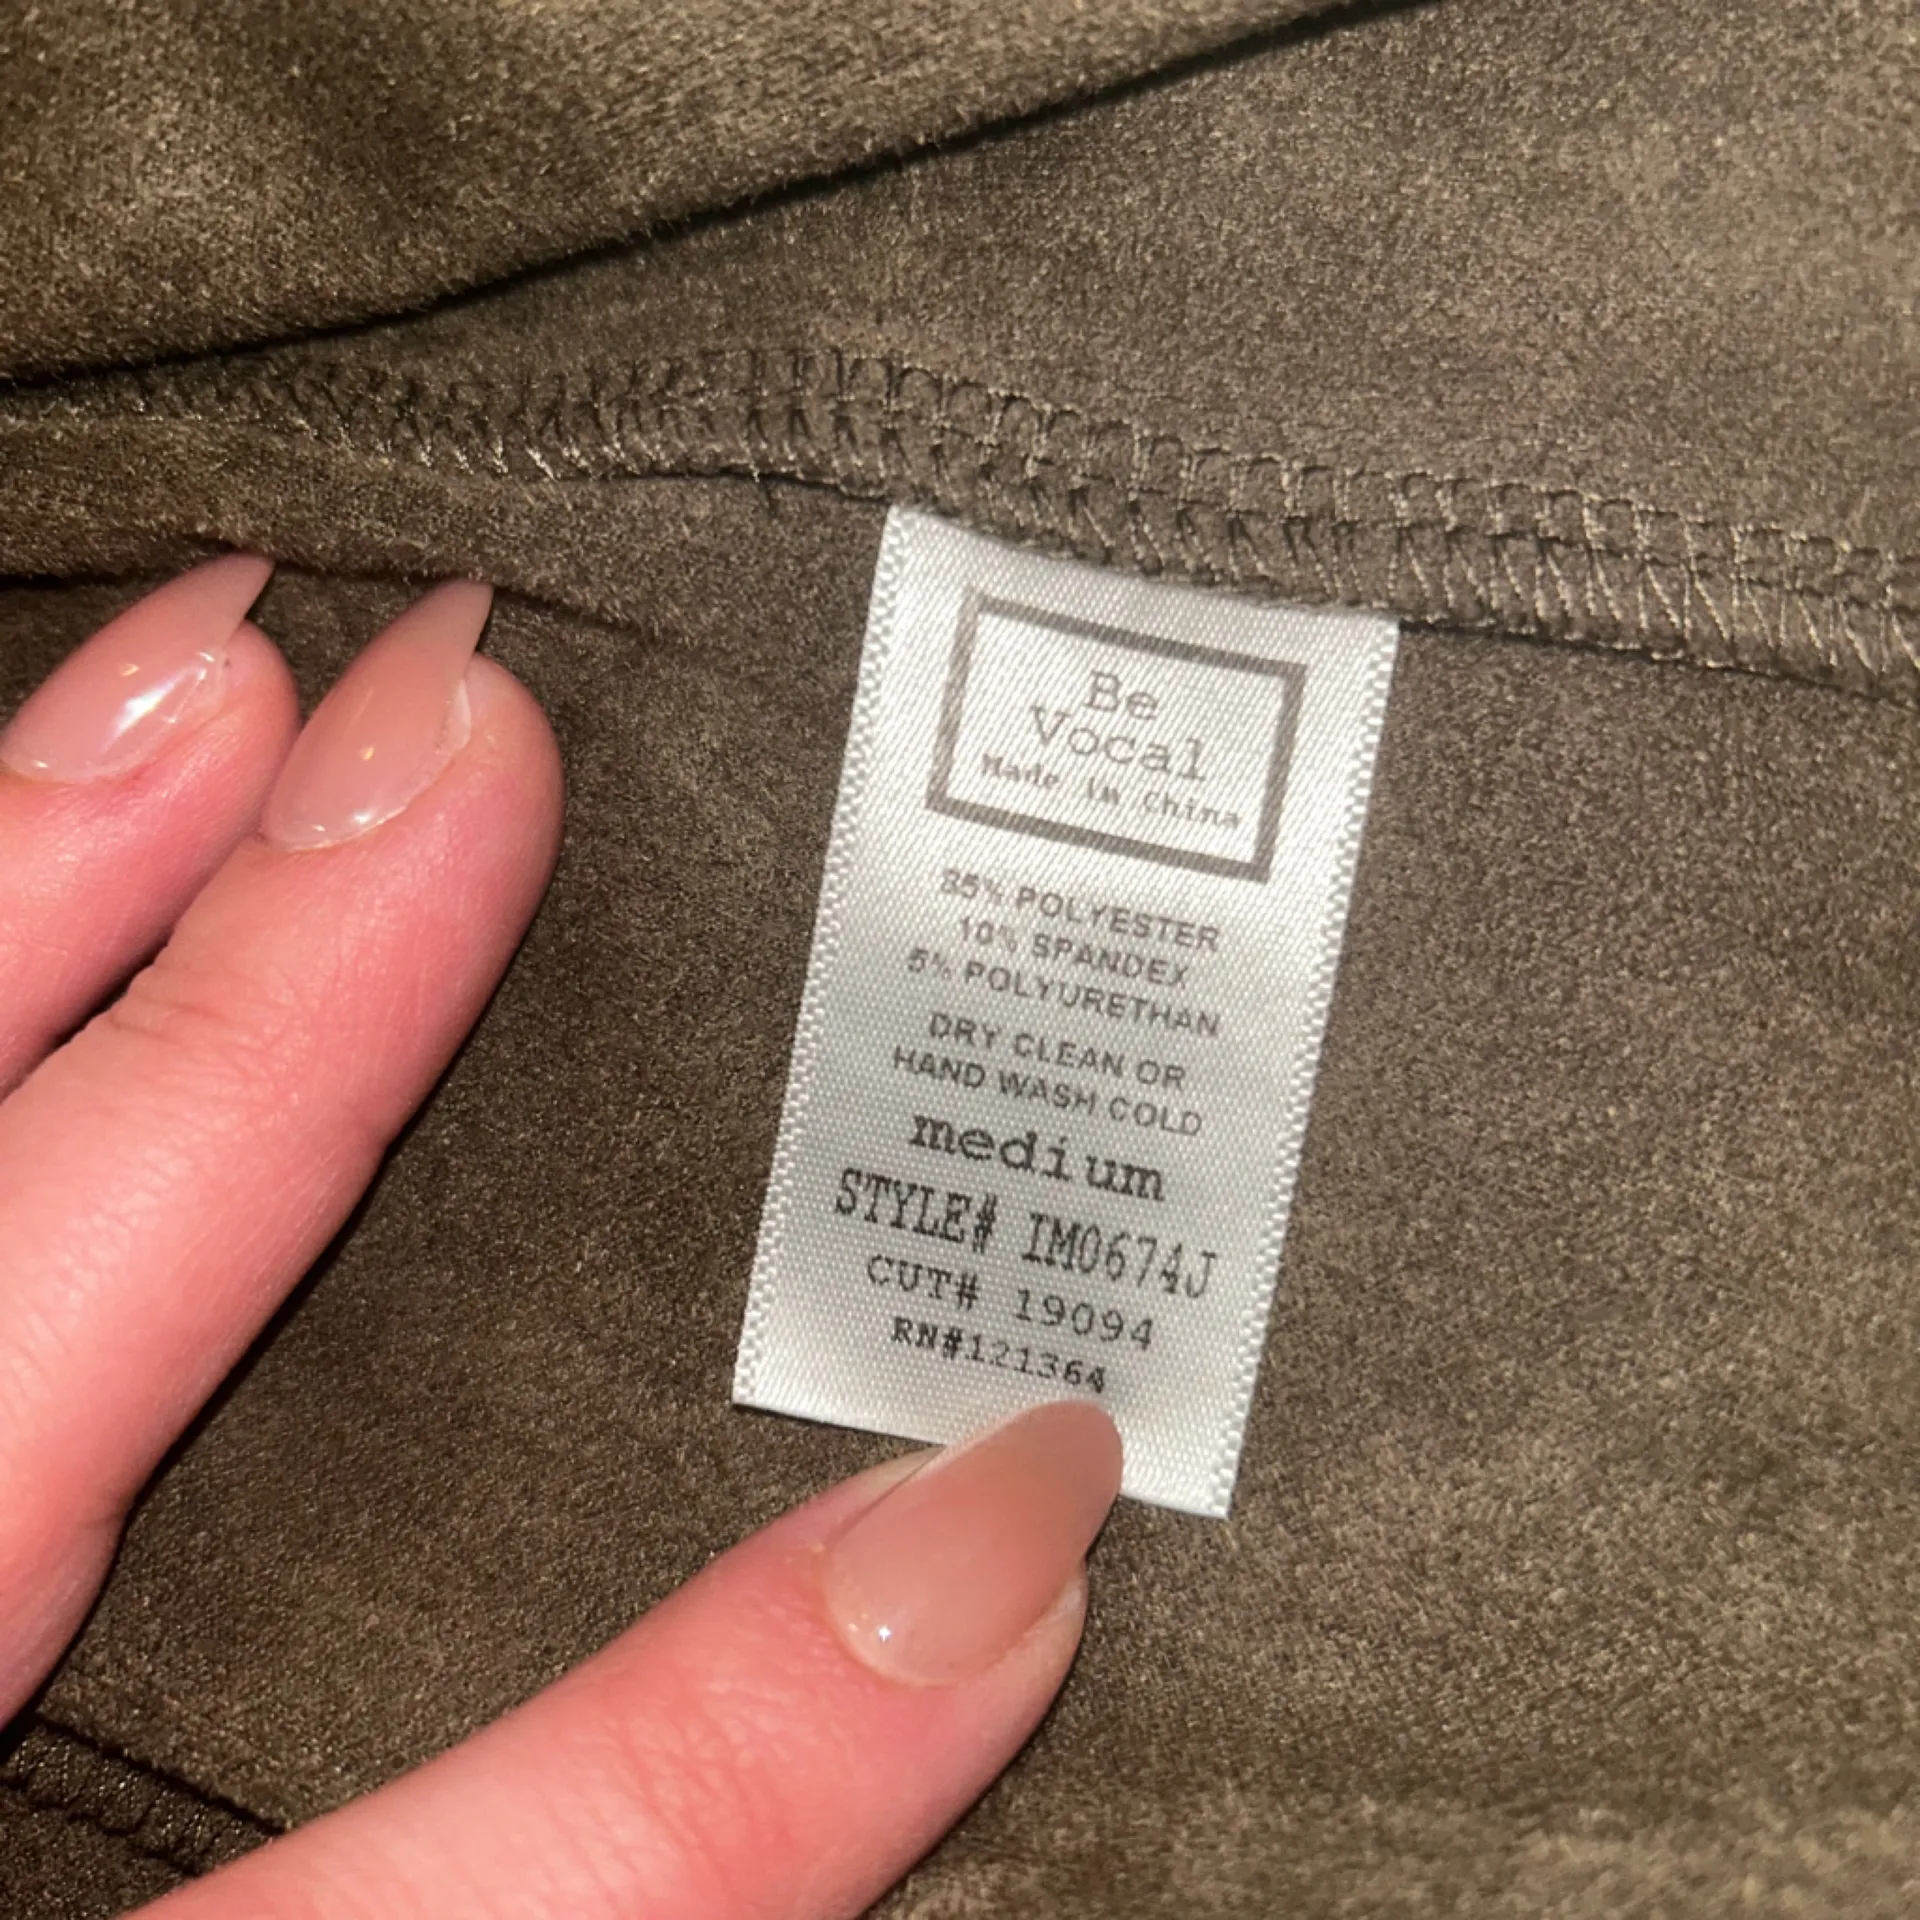 Be
Vocal
Made in China
85% POLYESTER
10% SPANDEX
5% POLYURETHAN
DRY CLEAN OR
HAND WASH COLD
medium
STYLE# IM0674J
CUT# 19094
RN#121364